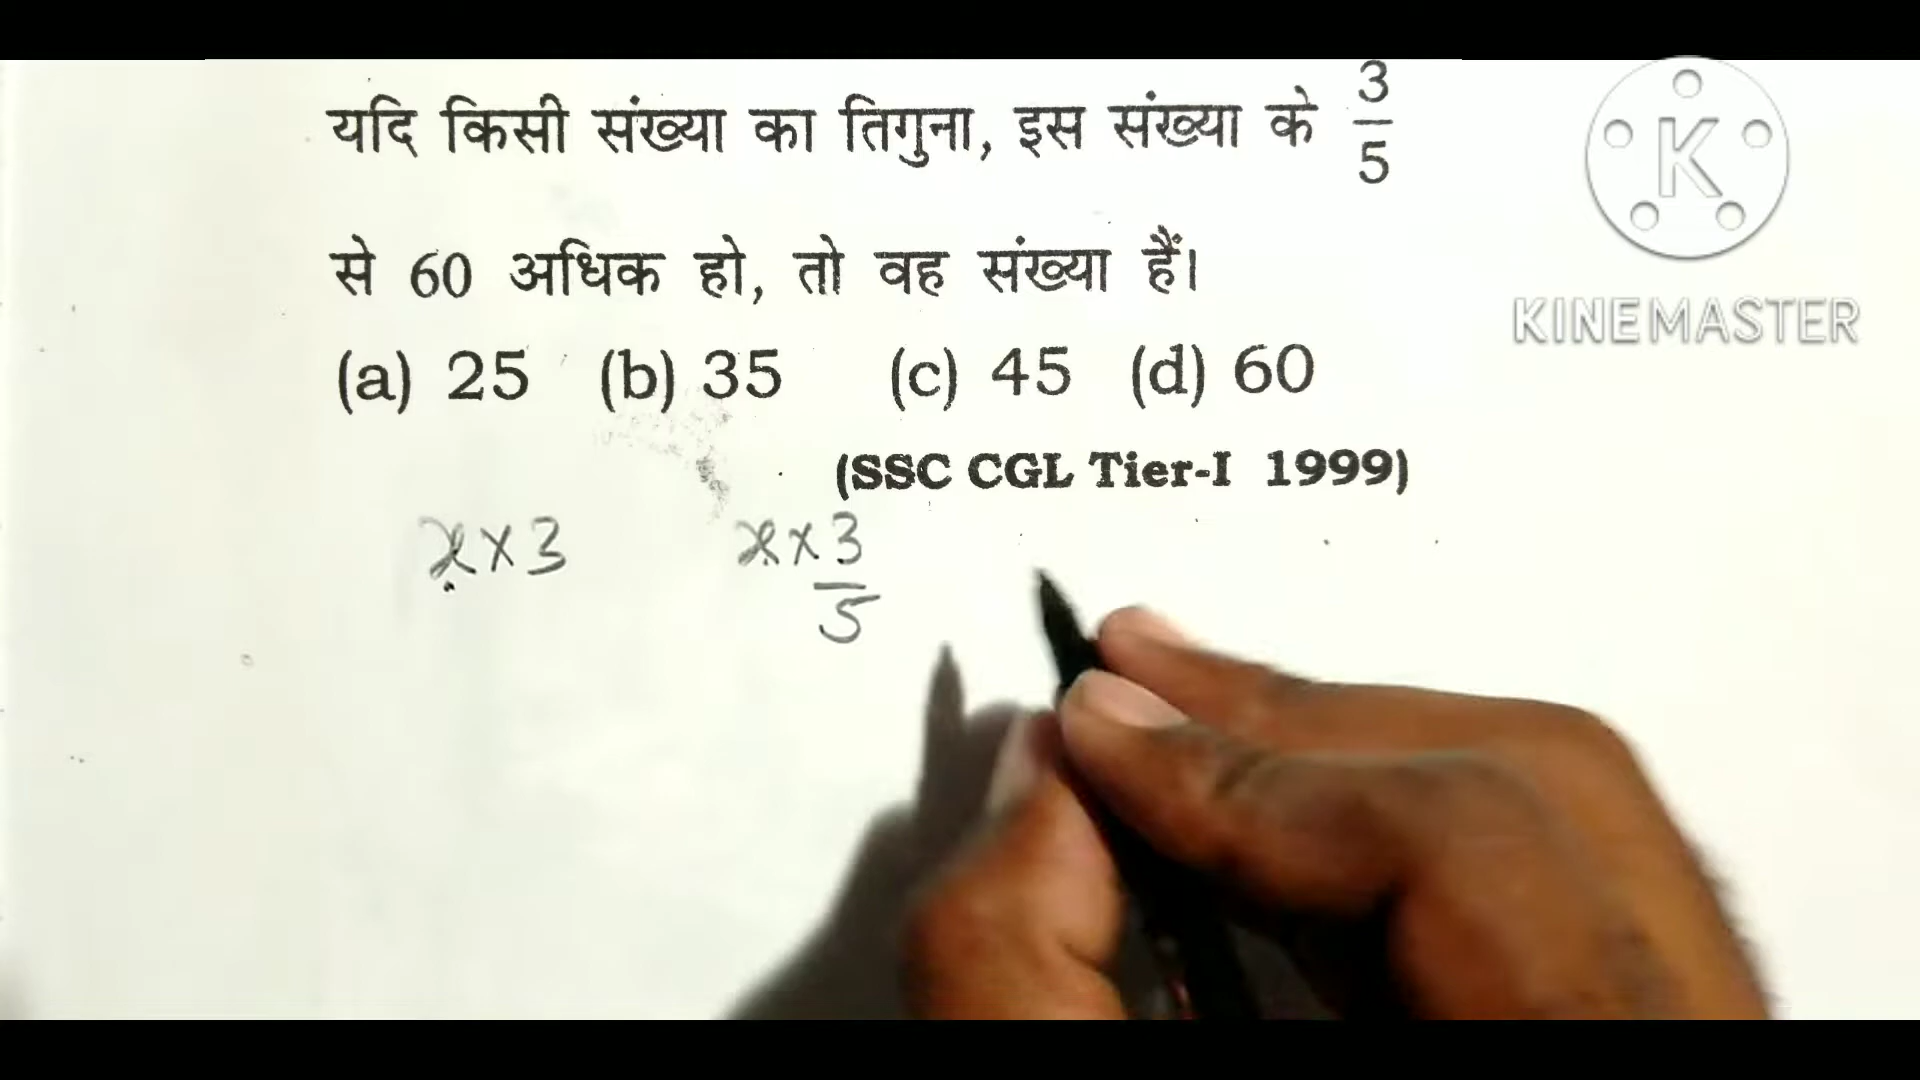 यदि किसी संख्या का तिगुना, इस संख्या के 3/5
से 60 अधिक हो, तो वह संख्या हैं।
(a) 25 (b) 35 (c) 45 (d) 60
(SSC CGL Tier-I 1999)
x×3 x×3/5
K
KINEMASTER